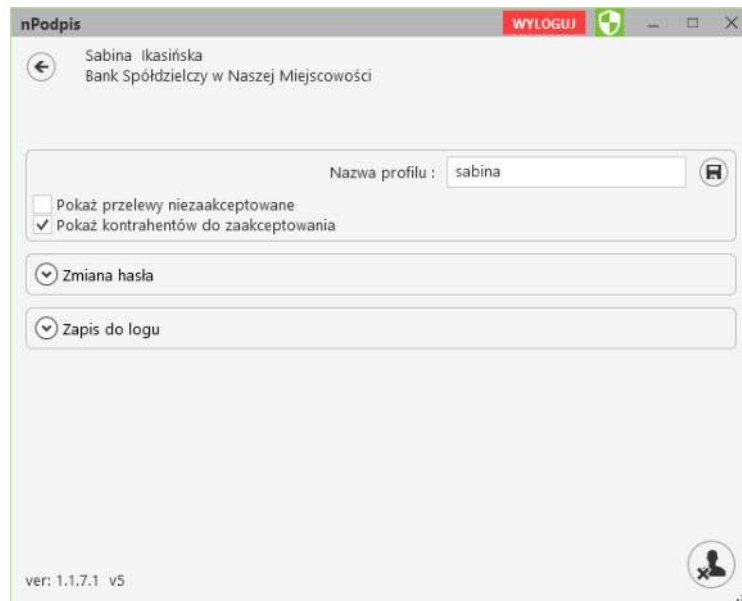 nPodpis WYLOGUJ
Sabina Ikasińska
Bank Spółdzielczy w Naszej Miejscowości
Nazwa profilu : sabina
Pokaż przelewy niezaakceptowane
Pokaż kontrahentów do zaakceptowania
Zmiana hasła
Zapis do logu
ver: 1.1.7.1 v5